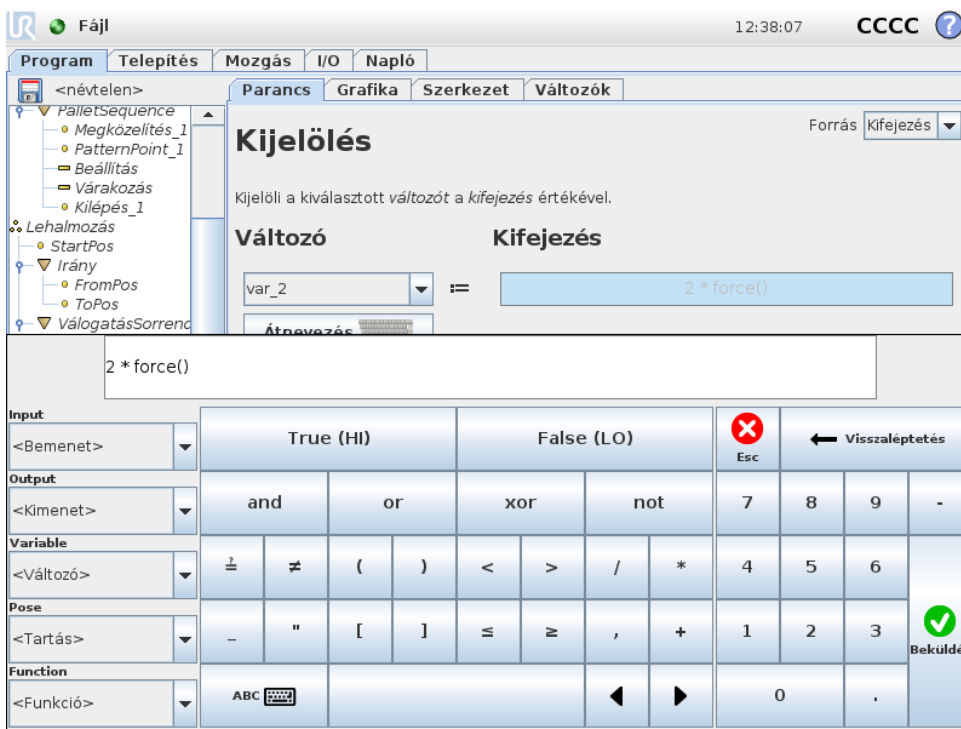 UR Fájl 12:38:07 CCCC ?
Program Telepítés Mozgás I/O Napló
<névtelen>
Parancs Grafika Szerkezet Változók
PalletSequence
Megközelítés_1
PatternPoint_1
Beállítás
Várakozás
Kilépés_1
Lehalmozás
StartPos
Irány
FromPos
ToPos
VálogatásSorrend
Kijelölés
Forrás Kifejezés
Kijelöli a kiválasztott változót a kifejezés értékével.
Változó Kifejezés
var_2 := 2 * force()
Átnevezés
2 * force()
Input
<Bemenet>
Output
<Kimenet>
Variable
<Változó>
Pose
<Tartás>
Function
<Funkció>
True (HI) False (LO) Esc Visszaléptetés
and or xor not 7 8 9 -
≟ ≠ ( ) < > / * 4 5 6
_ " [ ] ≤ ≥ , + 1 2 3
Beküldé
ABC 0 .